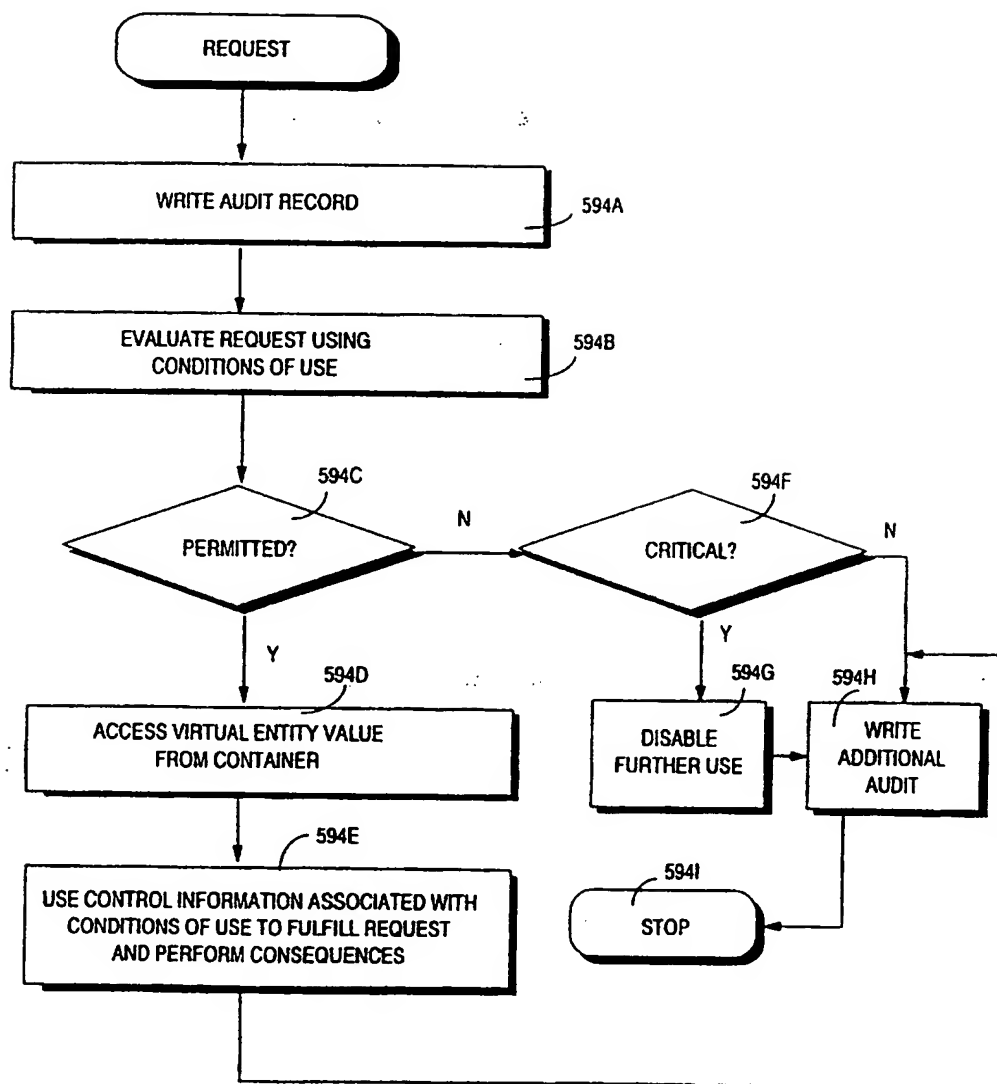 REQUEST
WRITE AUDIT RECORD
594A
EVALUATE REQUEST USING
CONDITIONS OF USE
594B
594C
PERMITTED?
N
Y
594F
CRITICAL?
N
Y
594D
ACCESS VIRTUAL ENTITY VALUE
FROM CONTAINER
594G
DISABLE
FURTHER USE
594H
WRITE
ADDITIONAL
AUDIT
594E
USE CONTROL INFORMATION ASSOCIATED WITH
CONDITIONS OF USE TO FULFILL REQUEST
AND PERFORM CONSEQUENCES
594I
STOP